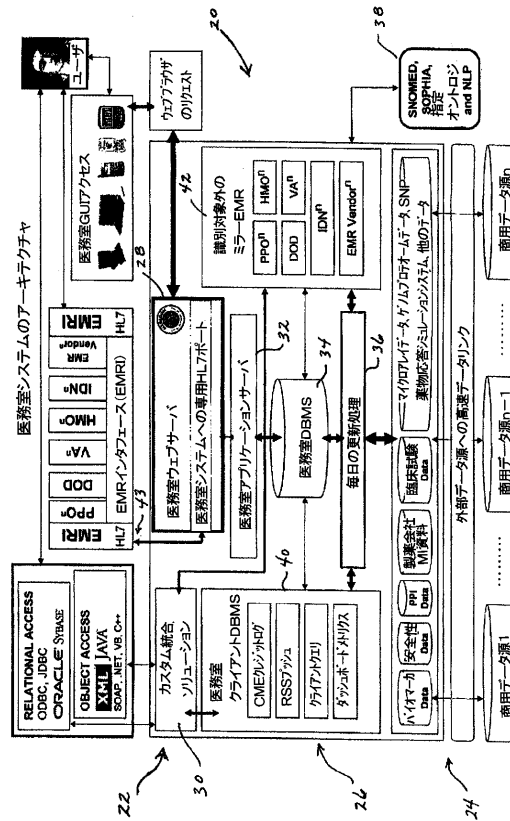 医務室システムのアーキテクチャ
20
RELATIONAL ACCESS
ODBC, JDBC
ORACLE SYBASE
OBJECT ACCESS
XML JAVA
SOAP, .NET, VB, C++
EMRI
HL7
PPOⁿ
DOD
VAⁿ
HMOⁿ
IDNⁿ
EMR Vendorⁿ
EMRインタフェース(EMRI)
EMRI
HL7
43
医務室GUIアクセス
ユーザ
ウェブブラウザ
のリクエスト
22
30
カスタム統合
ソリューション
28
医務室ウェブサーバ
医務室システムへの専用HL7ポート
医務室アプリケーションサーバ
32
42
識別対象外の
ミラーEMR
PPOⁿ
HMOⁿ
DOD
VAⁿ
IDNⁿ
EMR Vendorⁿ
医務室
クライアントDBMS
40
CMEクレジットログ
RSSプッシュ
クライアントクエリ
ダッシュボードメトリクス
医務室DBMS
34
毎日の更新処理
36
26
38
SNOMED,
SOPHIA,
指定
オントロジ
and NLP
バイオマーカ
Data
安全性
Data
PPI
Data
製薬会社
MI資料
臨床試験
Data
マイクロアレイデータ, ゲノムプロテオームデータ, SNP
薬物応答シミュレーションシステム, 他のデータ
24
外部データ源への高速データリンク
商用データ源1
商用データ源n−1
商用データ源n